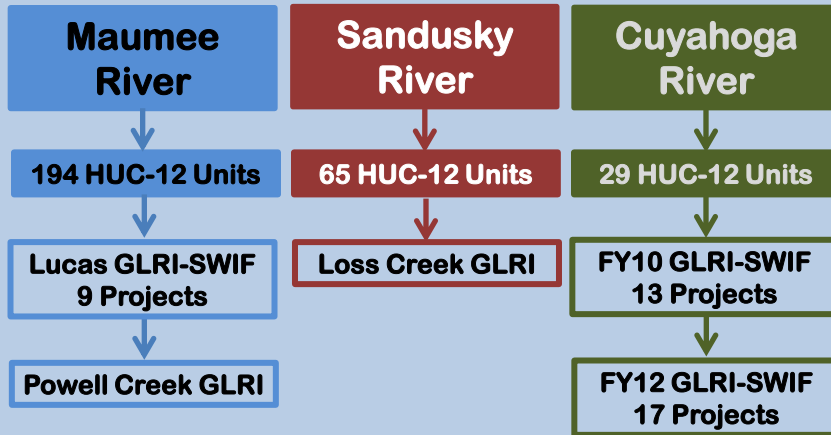 Maumee
River
194 HUC-12 Units
Lucas GLRI-SWIF
9 Projects
Powell Creek GLRI
Sandusky
River
65 HUC-12 Units
Loss Creek GLRI
Cuyahoga
River
29 HUC-12 Units
FY10 GLRI-SWIF
13 Projects
FY12 GLRI-SWIF
17 Projects